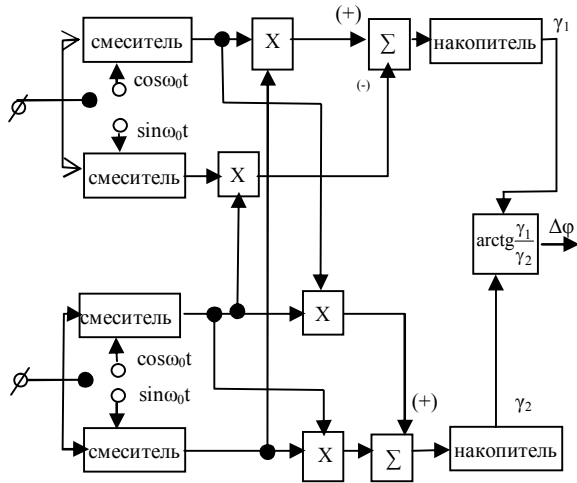 смеситель
X
(+)
Σ
накопитель
γ₁
cosω₀t
(-)
sinω₀t
смеситель
X
arctg γ₁/γ₂
Δφ
смеситель
X
cosω₀t
sinω₀t
(+)
γ₂
смеситель
X
Σ
накопитель